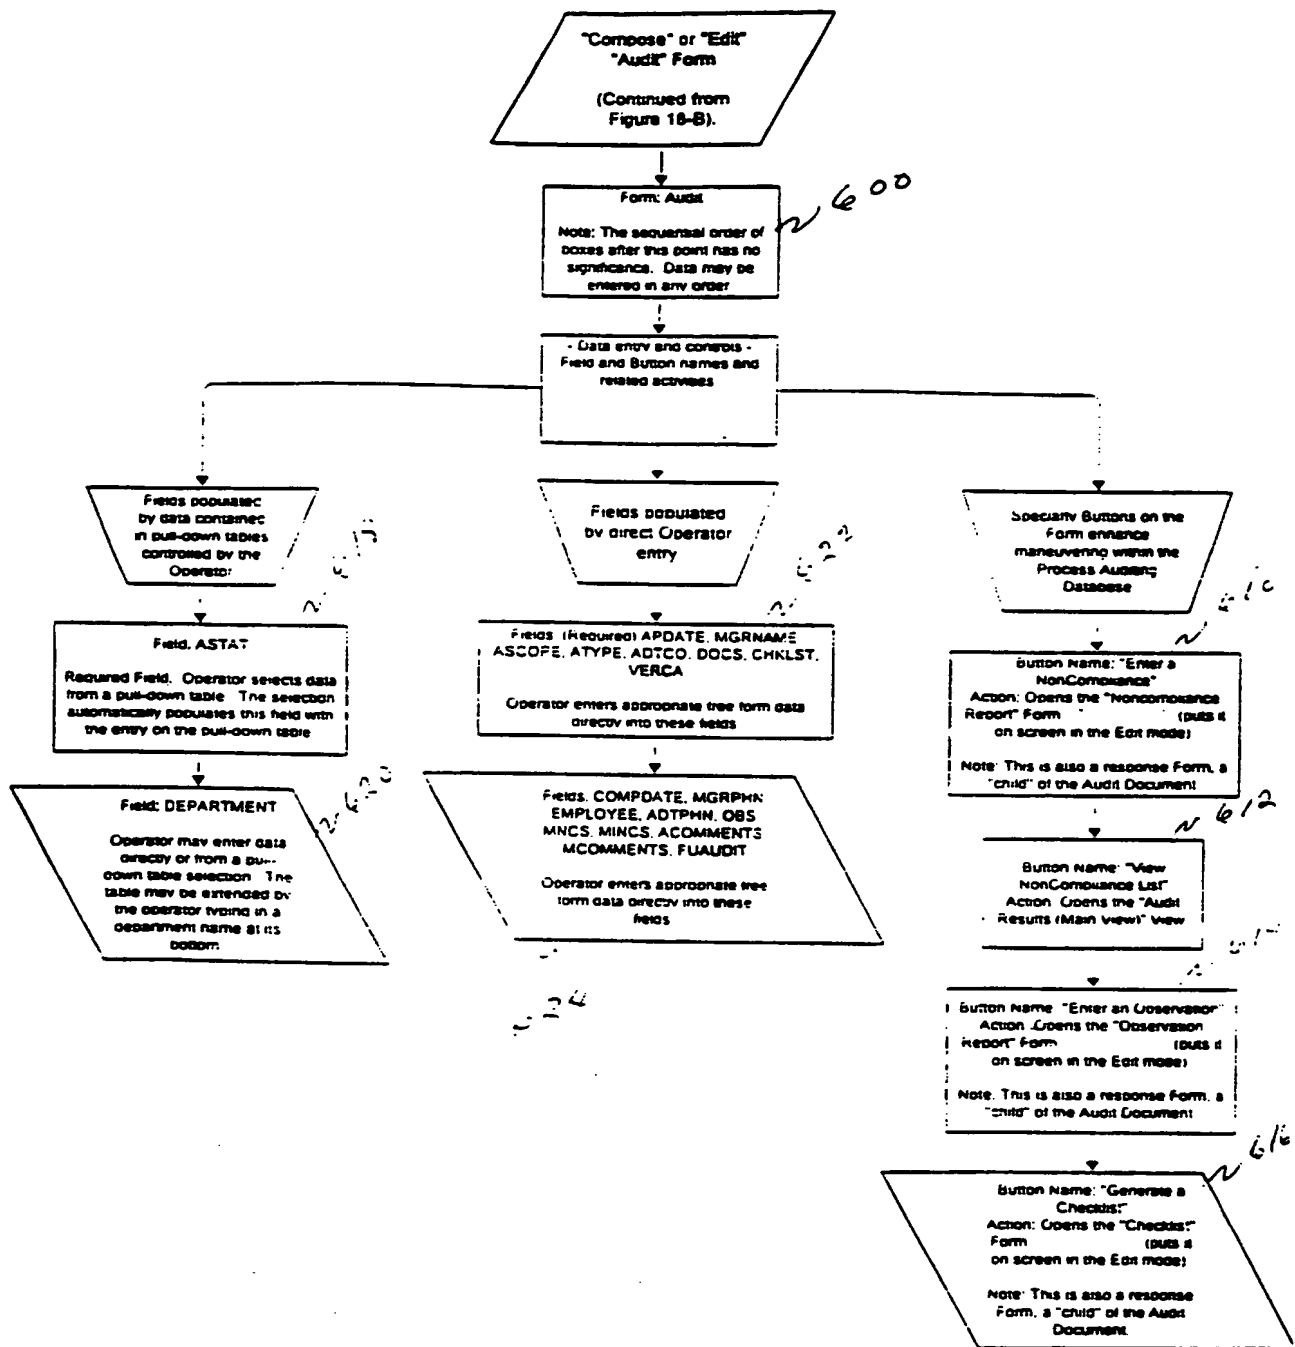 "Compose" or "Edit"
"Audit" Form
(Continued from
Figure 16-B).
Form: Audit
600
Note: The sequential order of
boxes after this point has no
significance. Data may be
entered in any order
- Data entry and controls -
Field and Button names and
related activities
Fields populated
by data contained
in pull-down tables
controlled by the
Operator
Field. ASTAT
Required Field. Operator selects data
from a pull-down table The selection
automatically populates this field with
the entry on the pull-down table
620
Field: DEPARTMENT
Operator may enter data
directly or from a pull-
down table selection The
table may be extended by
the operator typing in a
department name at its
bottom
Fields populated
by direct Operator
entry
622
Fields (Required) APDATE, MGRNAME
ASCOPE, ATYPE, ADTCO, DOCS, CHKLST,
VERCA
Operator enters appropriate free form data
directly into these fields
Fields. COMPDATE, MGRPHN
EMPLOYEE, ADTPHN, OBS
MNCS, MINCS, ACOMMENTS
MCOMMENTS, FUAUDIT
Operator enters appropriate free
form data directly into these
fields
24
Specialty Buttons on the
Form enhance
maneuvering within the
Process Auditing
Database
610
Button Name: "Enter a
NonCompliance"
Action: Opens the "Noncompliance
Report" Form (puts it
on screen in the Edit mode)
Note: This is also a response Form, a
"child" of the Audit Document
612
Button Name: "View
NonCompliance List"
Action: Opens the "Audit
Results (Main View)" View
Button Name "Enter an Observation"
Action Opens the "Observation
Report" Form (puts it
on screen in the Edit mode)
Note. This is also a response Form, a
"child" of the Audit Document
616
Button Name: "Generate a
Checklist"
Action: Opens the "Checklist"
Form (puts it
on screen in the Edit mode)
Note: This is also a response
Form, a "child" of the Audit
Document.